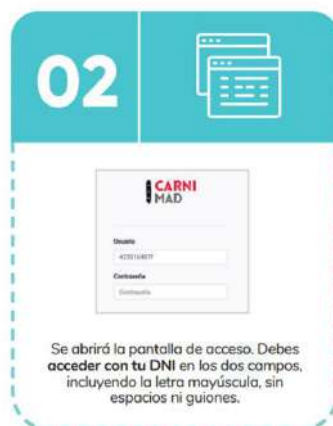 02
CARNI
MAD
Usuario
Contraseña
Contraseña
Se abrirá la pantalla de acceso. Debes
acceder con tu DNI en los dos campos,
incluyendo la letra mayúscula, sin
espacios ni guiones.